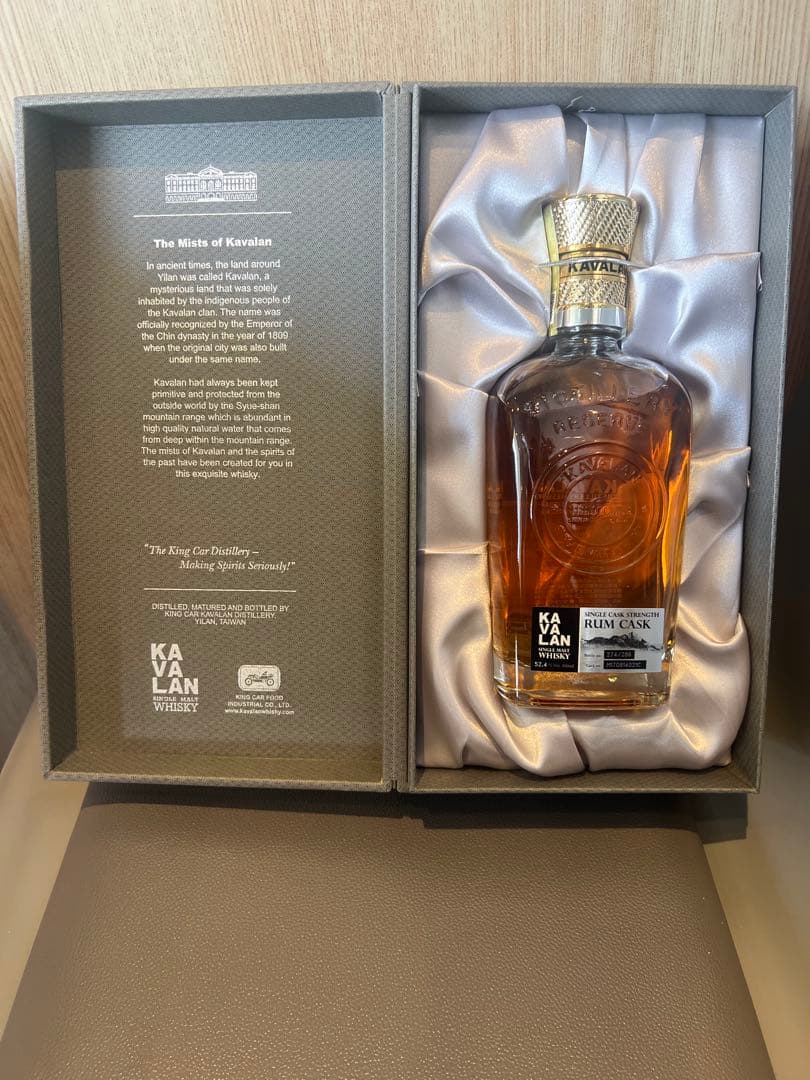 The Mists of Kavalan
In ancient times, the land around
Yilan was called Kavalan, a
mysterious land that was solely
inhabited by the indigenous people of
the Kavalan clan. The name was
officially recognized by the Emperor of
the Chin dynasty in the year of 1809
when the original city was also built
under the same name.
Kavalan had always been kept
primitive and protected from the
outside world by the Syue-shan
mountain range which is abundant in
high quality natural water that comes
from deep within the mountain range.
The mists of Kavalan and the spirits of
the past have been created for you in
this exquisite whisky.
"The King Car Distillery –
Making Spirits Seriously!"
DISTILLED, MATURED AND BOTTLED BY
KING CAR KAVALAN DISTILLERY.
YILAN, TAIWAN
KA
VA
LAN
SINGLE MALT
WHISKY
KING CAR FOOD
INDUSTRIAL CO., LTD.
www.kavalanwhisky.com
KAVALAN
DISTILLERY
RESERVE
KAVALAN
KA
VA
LAN
SINGLE MALT
WHISKY
52.4
SINGLE CASK STRENGTH
RUM CASK
274/286